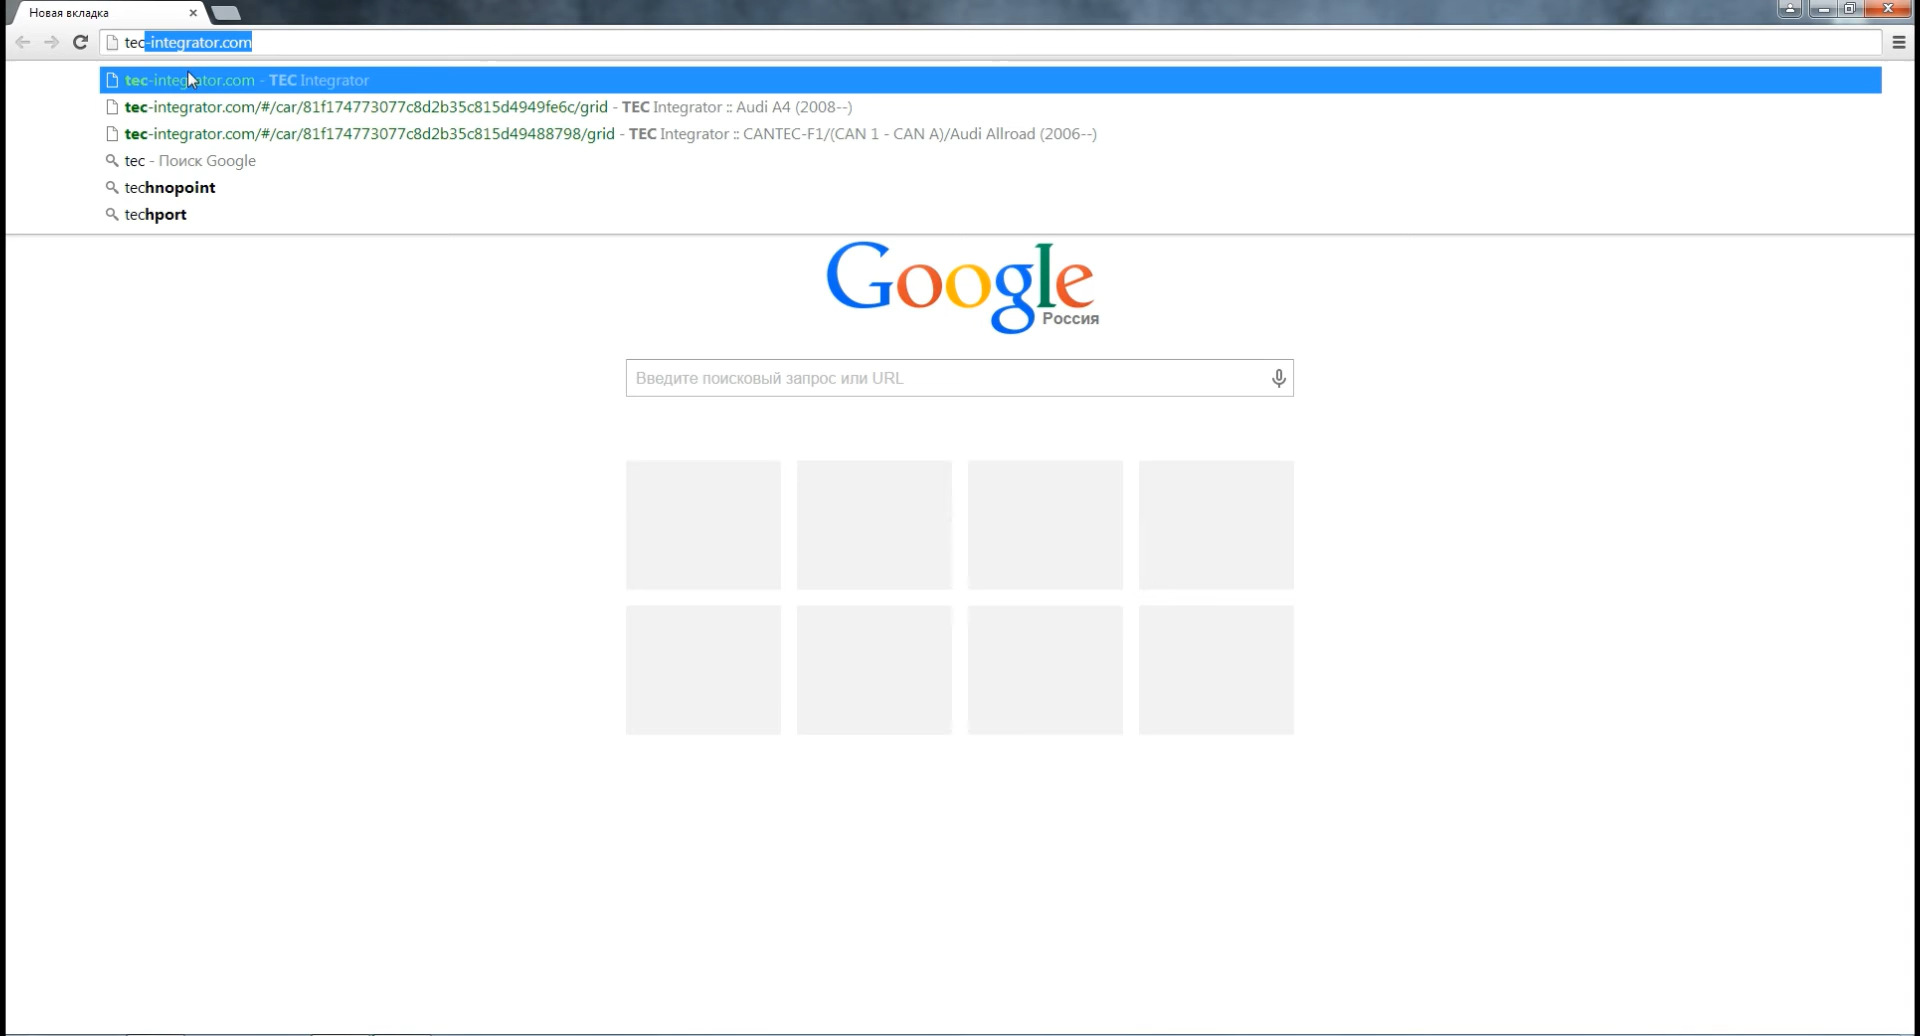 Новая вкладка
tec-integrator.com
tec-integrator.com - TEC Integrator
tec-integrator.com/#/car/81f174773077c8d2b35c815d4949fe6c/grid - TEC Integrator :: Audi A4 (2008--)
tec-integrator.com/#/car/81f174773077c8d2b35c815d49488798/grid - TEC Integrator :: CANTEC-F1/(CAN 1 - CAN A)/Audi Allroad (2006--)
tec - Поиск Google
technopoint
techport
Google
Россия
Введите поисковый запрос или URL